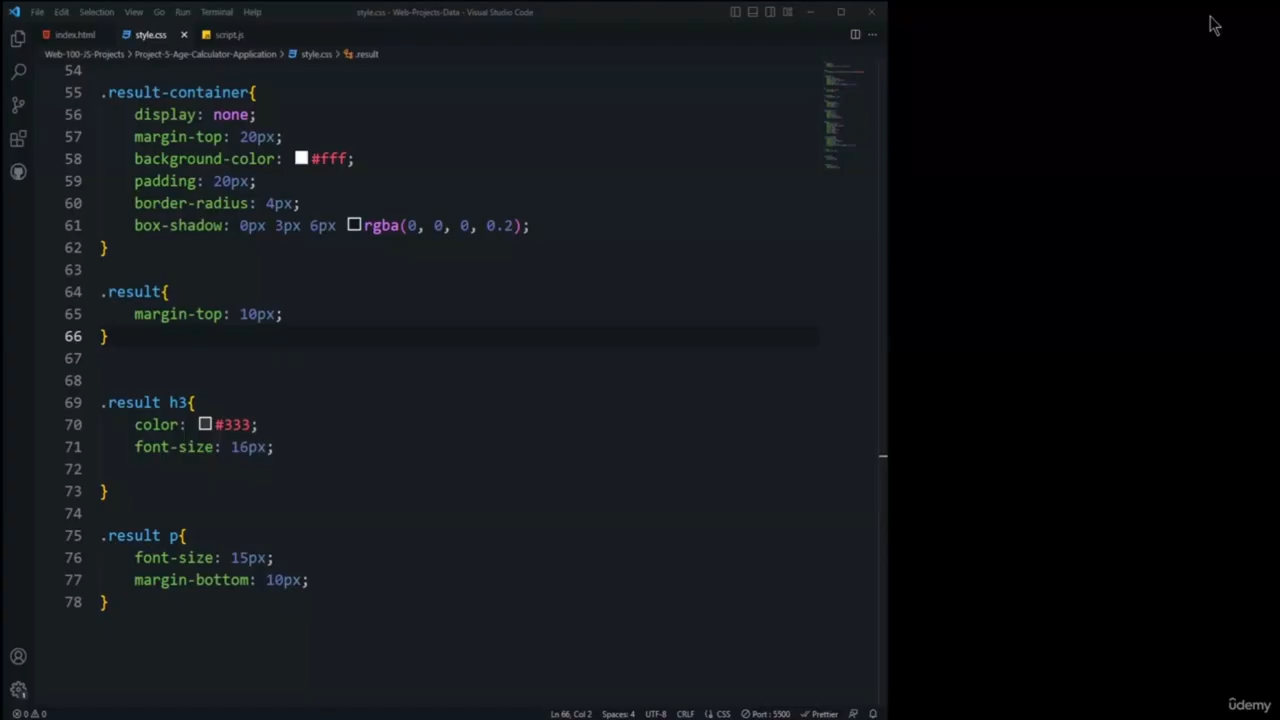 File Edit Selection View Go Run Terminal Help style.css - Web-Projects-Data - Visual Studio Code
index.html style.css script.js
Web-100-JS-Projects > Project-5-Age-Calculator-Application > style.css > .result
54
55 .result-container{
56 display: none;
57 margin-top: 20px;
58 background-color: #fff;
59 padding: 20px;
60 border-radius: 4px;
61 box-shadow: 0px 3px 6px rgba(0, 0, 0, 0.2);
62 }
63
64 .result{
65 margin-top: 10px;
66 }
67
68
69 .result h3{
70 color: #333;
71 font-size: 16px;
72
73 }
74
75 .result p{
76 font-size: 15px;
77 margin-bottom: 10px;
78 }
0 0 Ln 66, Col 2 Spaces: 4 UTF-8 CRLF {} CSS Port : 5500 Prettier
udemy